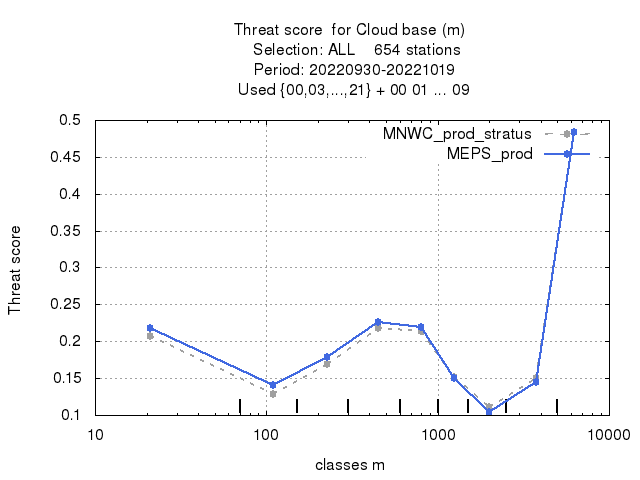 Threat score  for Cloud base (m)
Selection: ALL    654 stations
Period: 20220930-20221019
Used {00,03,...,21} + 00 01 ... 09
MNWC_prod_stratus
MEPS_prod
0.5
0.45
0.4
0.35
0.3
0.25
0.2
0.15
0.1
Threat score
10
100
1000
10000
classes m